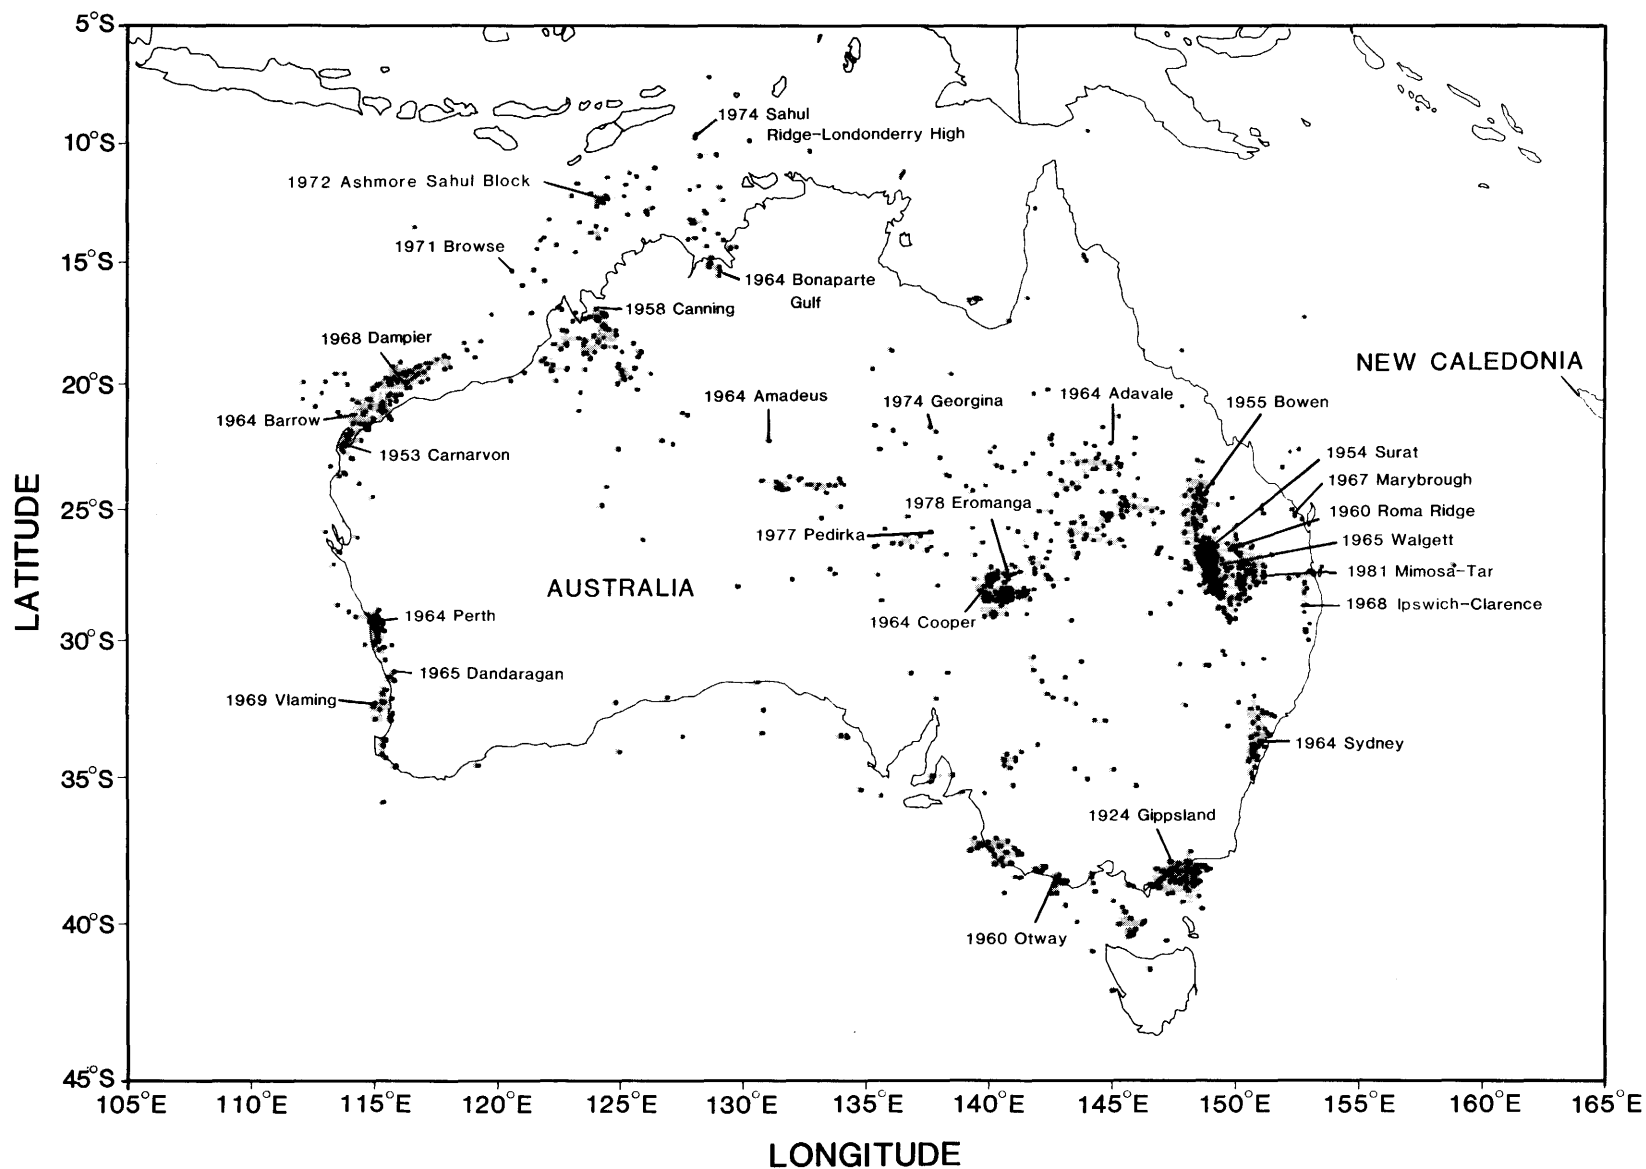 5°S
1974 Sahul
Ridge-Londonderry High
10°S
1972 Ashmore Sahul Block
1971 Browse
15°S
1964 Bonaparte
Gulf
1958 Canning
1968 Dampier
NEW CALEDONIA
20°S
1964 Amadeus
1974 Georgina
1964 Adavale
1955 Bowen
1964 Barrow
1953 Carnarvon
1954 Surat
1967 Marybrough
1978 Eromanga
25°S
1960 Roma Ridge
1977 Pedirka
1965 Walgett
1981 Mimosa-Tar
AUSTRALIA
1968 Ipswich-Clarence
1964 Perth
1964 Cooper
30°S
1965 Dandaragan
1969 Vlaming
1964 Sydney
35°S
1924 Gippsland
40°S
1960 Otway
45°S
LATITUDE
105°E 110°E 115°E 120°E 125°E 130°E 135°E 140°E 145°E 150°E 155°E 160°E 165°E
LONGITUDE